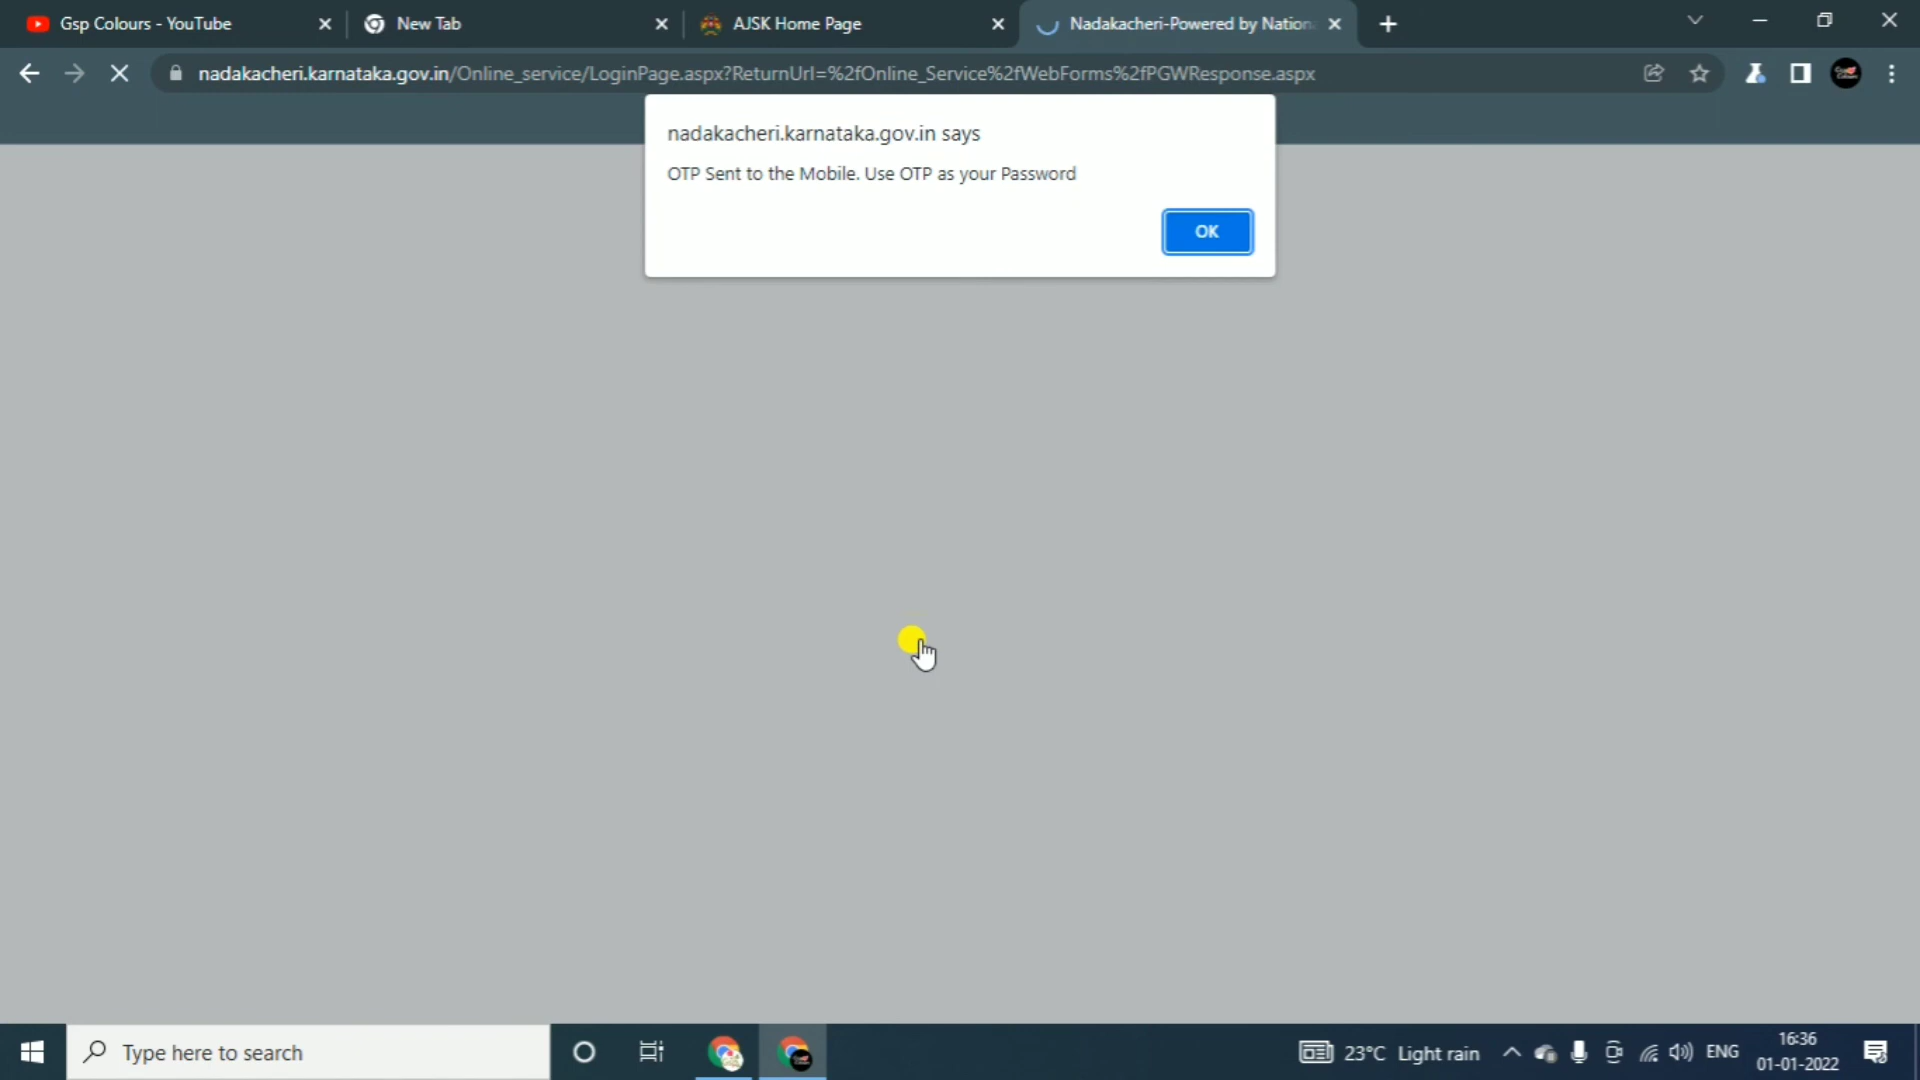 Gsp Colours - YouTube
New Tab
AJSK Home Page
Nadakacheri-Powered by Nation
nadakacheri.karnataka.gov.in/Online_service/LoginPage.aspx?ReturnUrl=%2fOnline_Service%2fWebForms%2fPGWResponse.aspx
nadakacheri.karnataka.gov.in says
OTP Sent to the Mobile. Use OTP as your Password
OK
Type here to search
23°C Light rain
ENG
16:36
01-01-2022